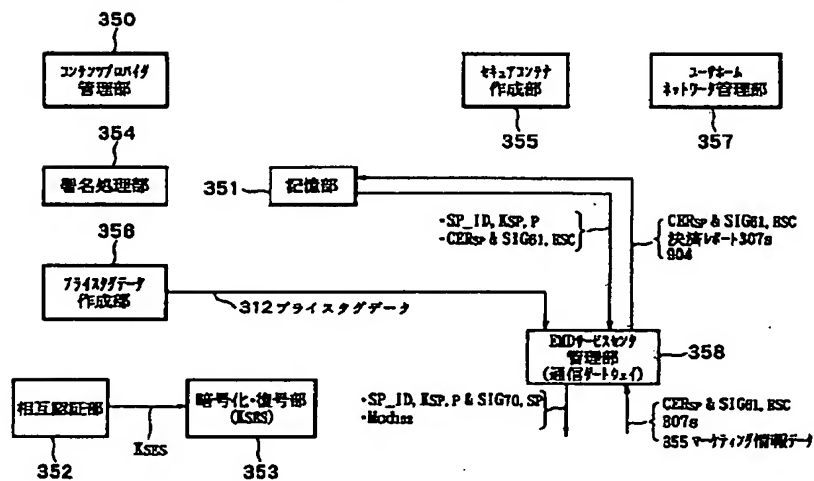 350
コンテンツプロバイダ
管理部
セキュアコンテナ
作成部
355
ユーザホーム
ネットワーク管理部
357
354
署名処理部
351
記憶部
・SP_ID, KSP, P
・CERSP & SIG61, ESC
CERSP & SIG61, ESC
決済レポート307s
304
356
プライスタグデータ
作成部
312プライスタグデータ
EMDサービスセンタ
管理部
(通信ゲートウェイ)
358
相互認証部
352
KSES
暗号化・復号部
(KSES)
353
・SP_ID, KSP, P & SIG70, SP
CERSP & SIG61, ESC
307s
355 マーケティング情報データ